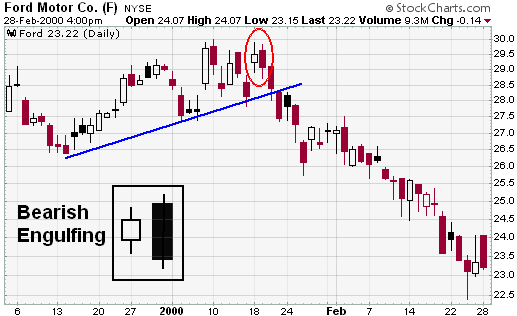 Ford Motor Co. (F) NYSE © StockCharts.com
28-Feb-2000 4:00pm Open 24.07 High 24.07 Low 23.15 Last 23.22 Volume 9.3M Chg -0.14
Ford 23.22 (Daily)
30.0
29.5
29.0
28.5
28.0
27.5
27.0
26.5
26.0
25.5
25.0
24.5
24.0
23.5
23.0
22.5
Bearish
Engulfing
6 13 20 27 2000 10 18 24 Feb 7 14 22 28